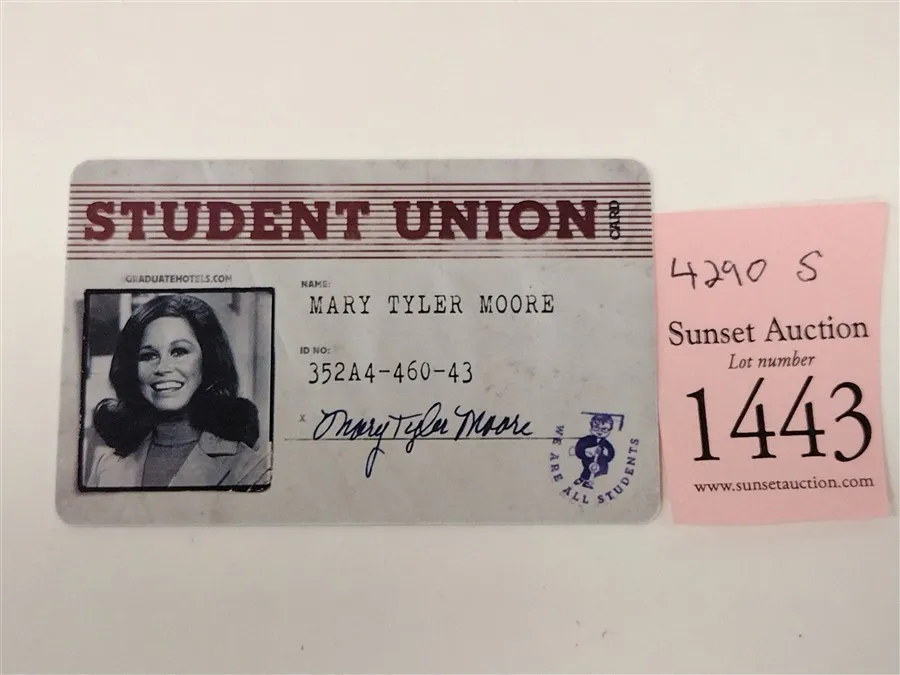 STUDENT UNION CARD
GRADUATEHOTELS.COM
NAME:
MARY TYLER MOORE
ID NO:
352A4-460-43
x Mary Tyler Moore
WE ARE ALL STUDENTS
4290 S
Sunset Auction
Lot number
1443
www.sunsetauction.com